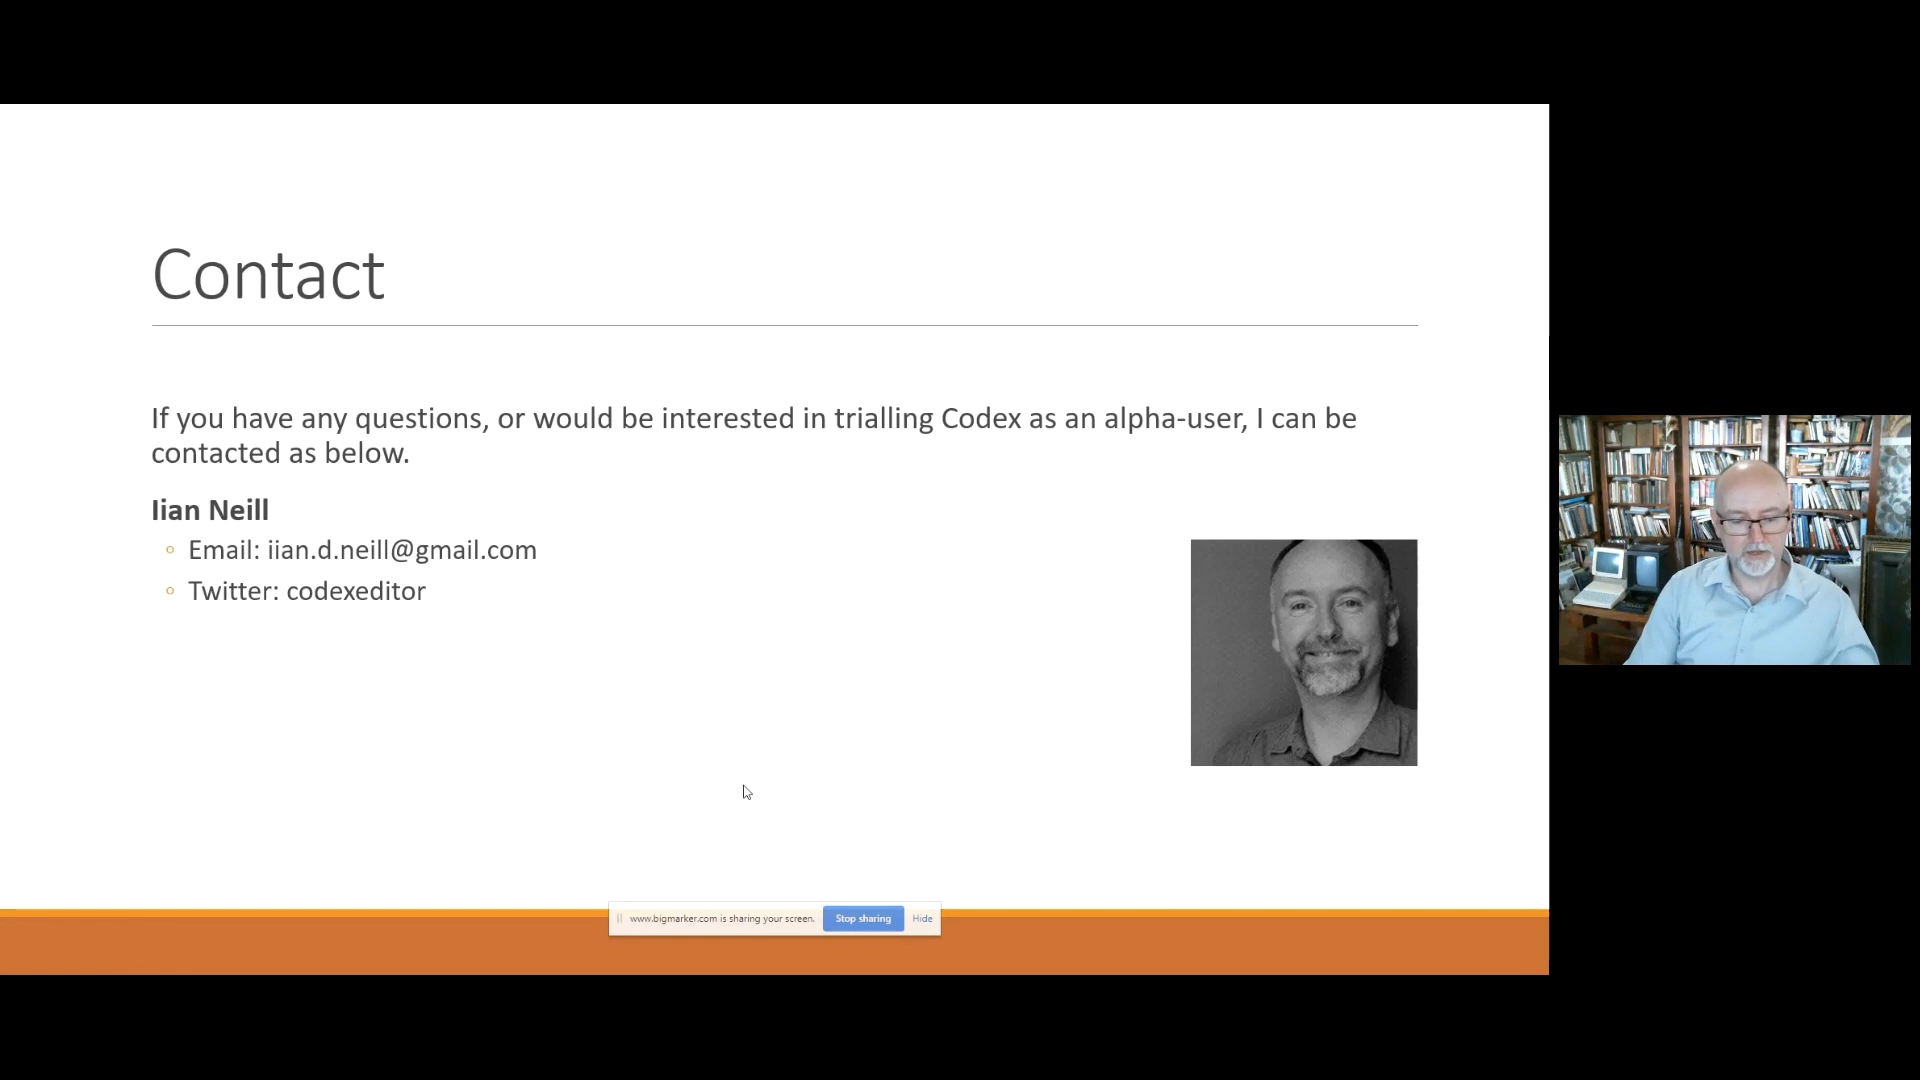 Contact
If you have any questions, or would be interested in trialling Codex as an alpha-user, I can be
contacted as below.
Iian Neill
Email: iian.d.neill@gmail.com
Twitter: codexeditor
www.bigmarker.com is sharing your screen.
Stop sharing
Hide